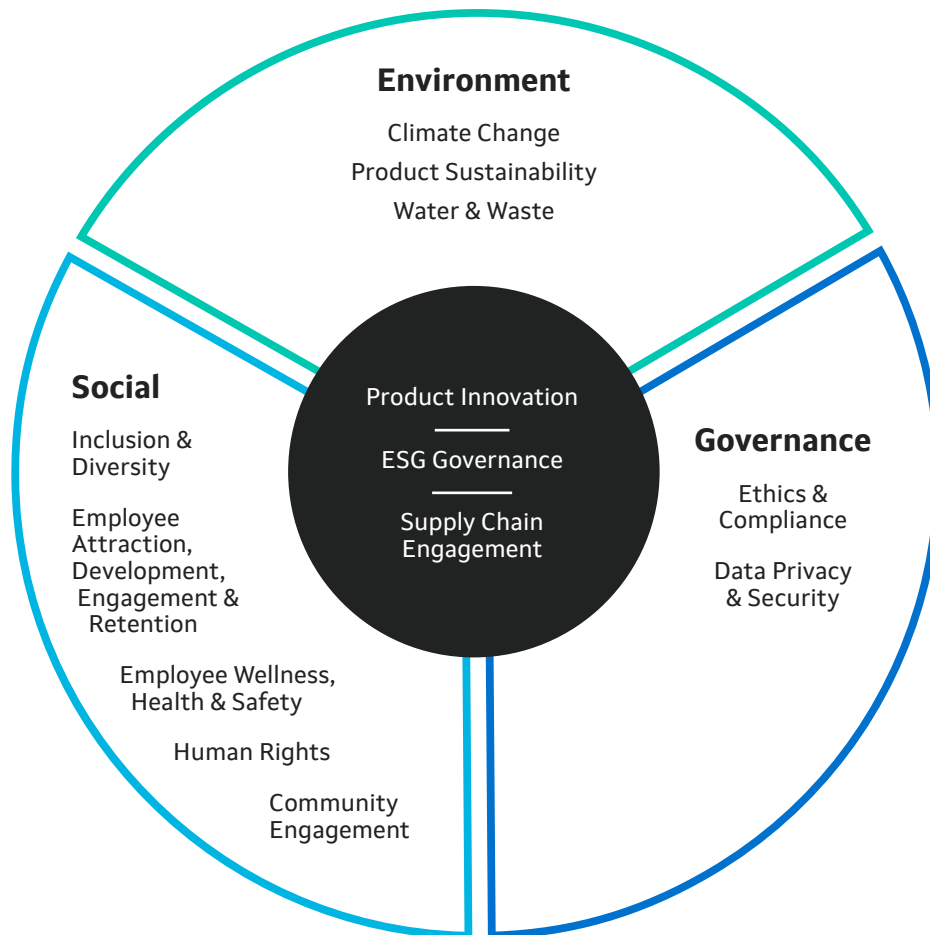 Environment
Climate Change
Product Sustainability
Water & Waste
Social
Inclusion &
Diversity
Employee
Attraction,
Development,
Engagement &
Retention
Employee Wellness,
Health & Safety
Human Rights
Community
Engagement
Product Innovation
ESG Governance
Supply Chain
Engagement
Governance
Ethics &
Compliance
Data Privacy
& Security